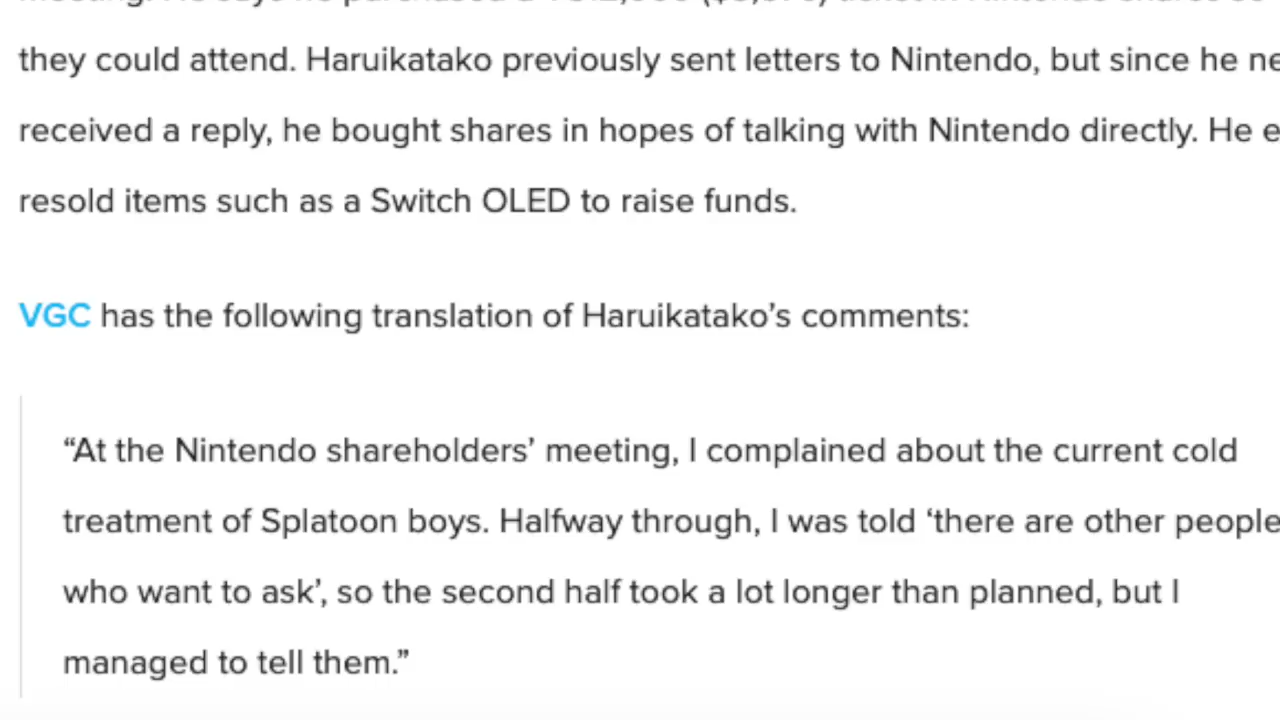 they could attend. Haruikatako previously sent letters to Nintendo, but since he
received a reply, he bought shares in hopes of talking with Nintendo directly. He
resold items such as a Switch OLED to raise funds.
VGC has the following translation of Haruikatako’s comments:
“At the Nintendo shareholders’ meeting, I complained about the current cold
treatment of Splatoon boys. Halfway through, I was told ‘there are other people
who want to ask’, so the second half took a lot longer than planned, but I
managed to tell them.”